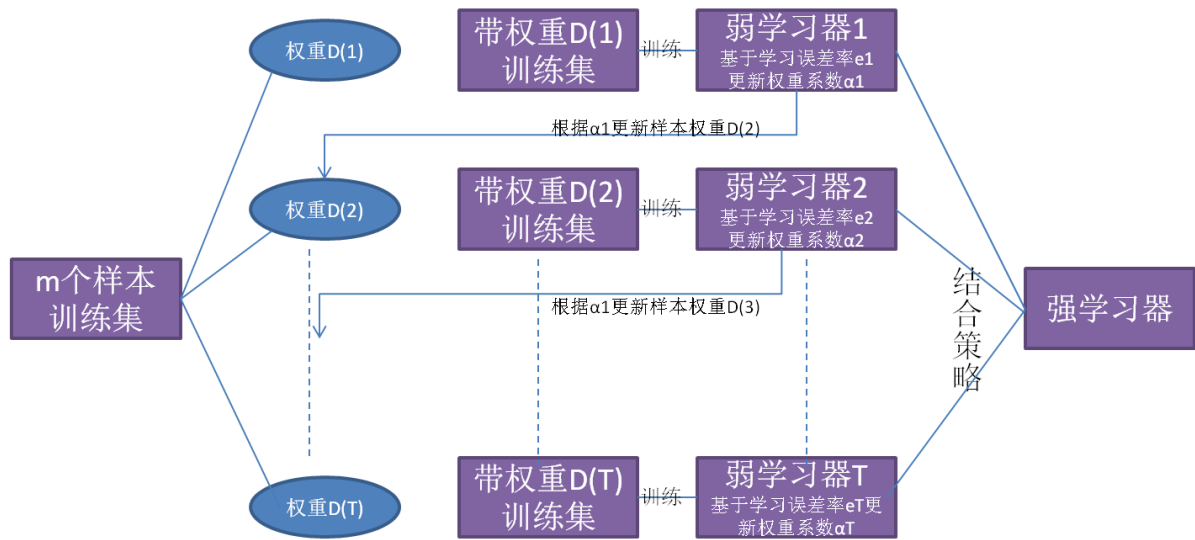 权重D(1)
带权重D(1)
训练集
训练
弱学习器1
基于学习误差率e1
更新权重系数α1
根据α1更新样本权重D(2)
权重D(2)
带权重D(2)
训练集
训练
弱学习器2
基于学习误差率e2
更新权重系数α2
m个样本
训练集
根据α1更新样本权重D(3)
结合策略
强学习器
权重D(T)
带权重D(T)
训练集
训练
弱学习器T
基于学习误差率eT更
新权重系数αT